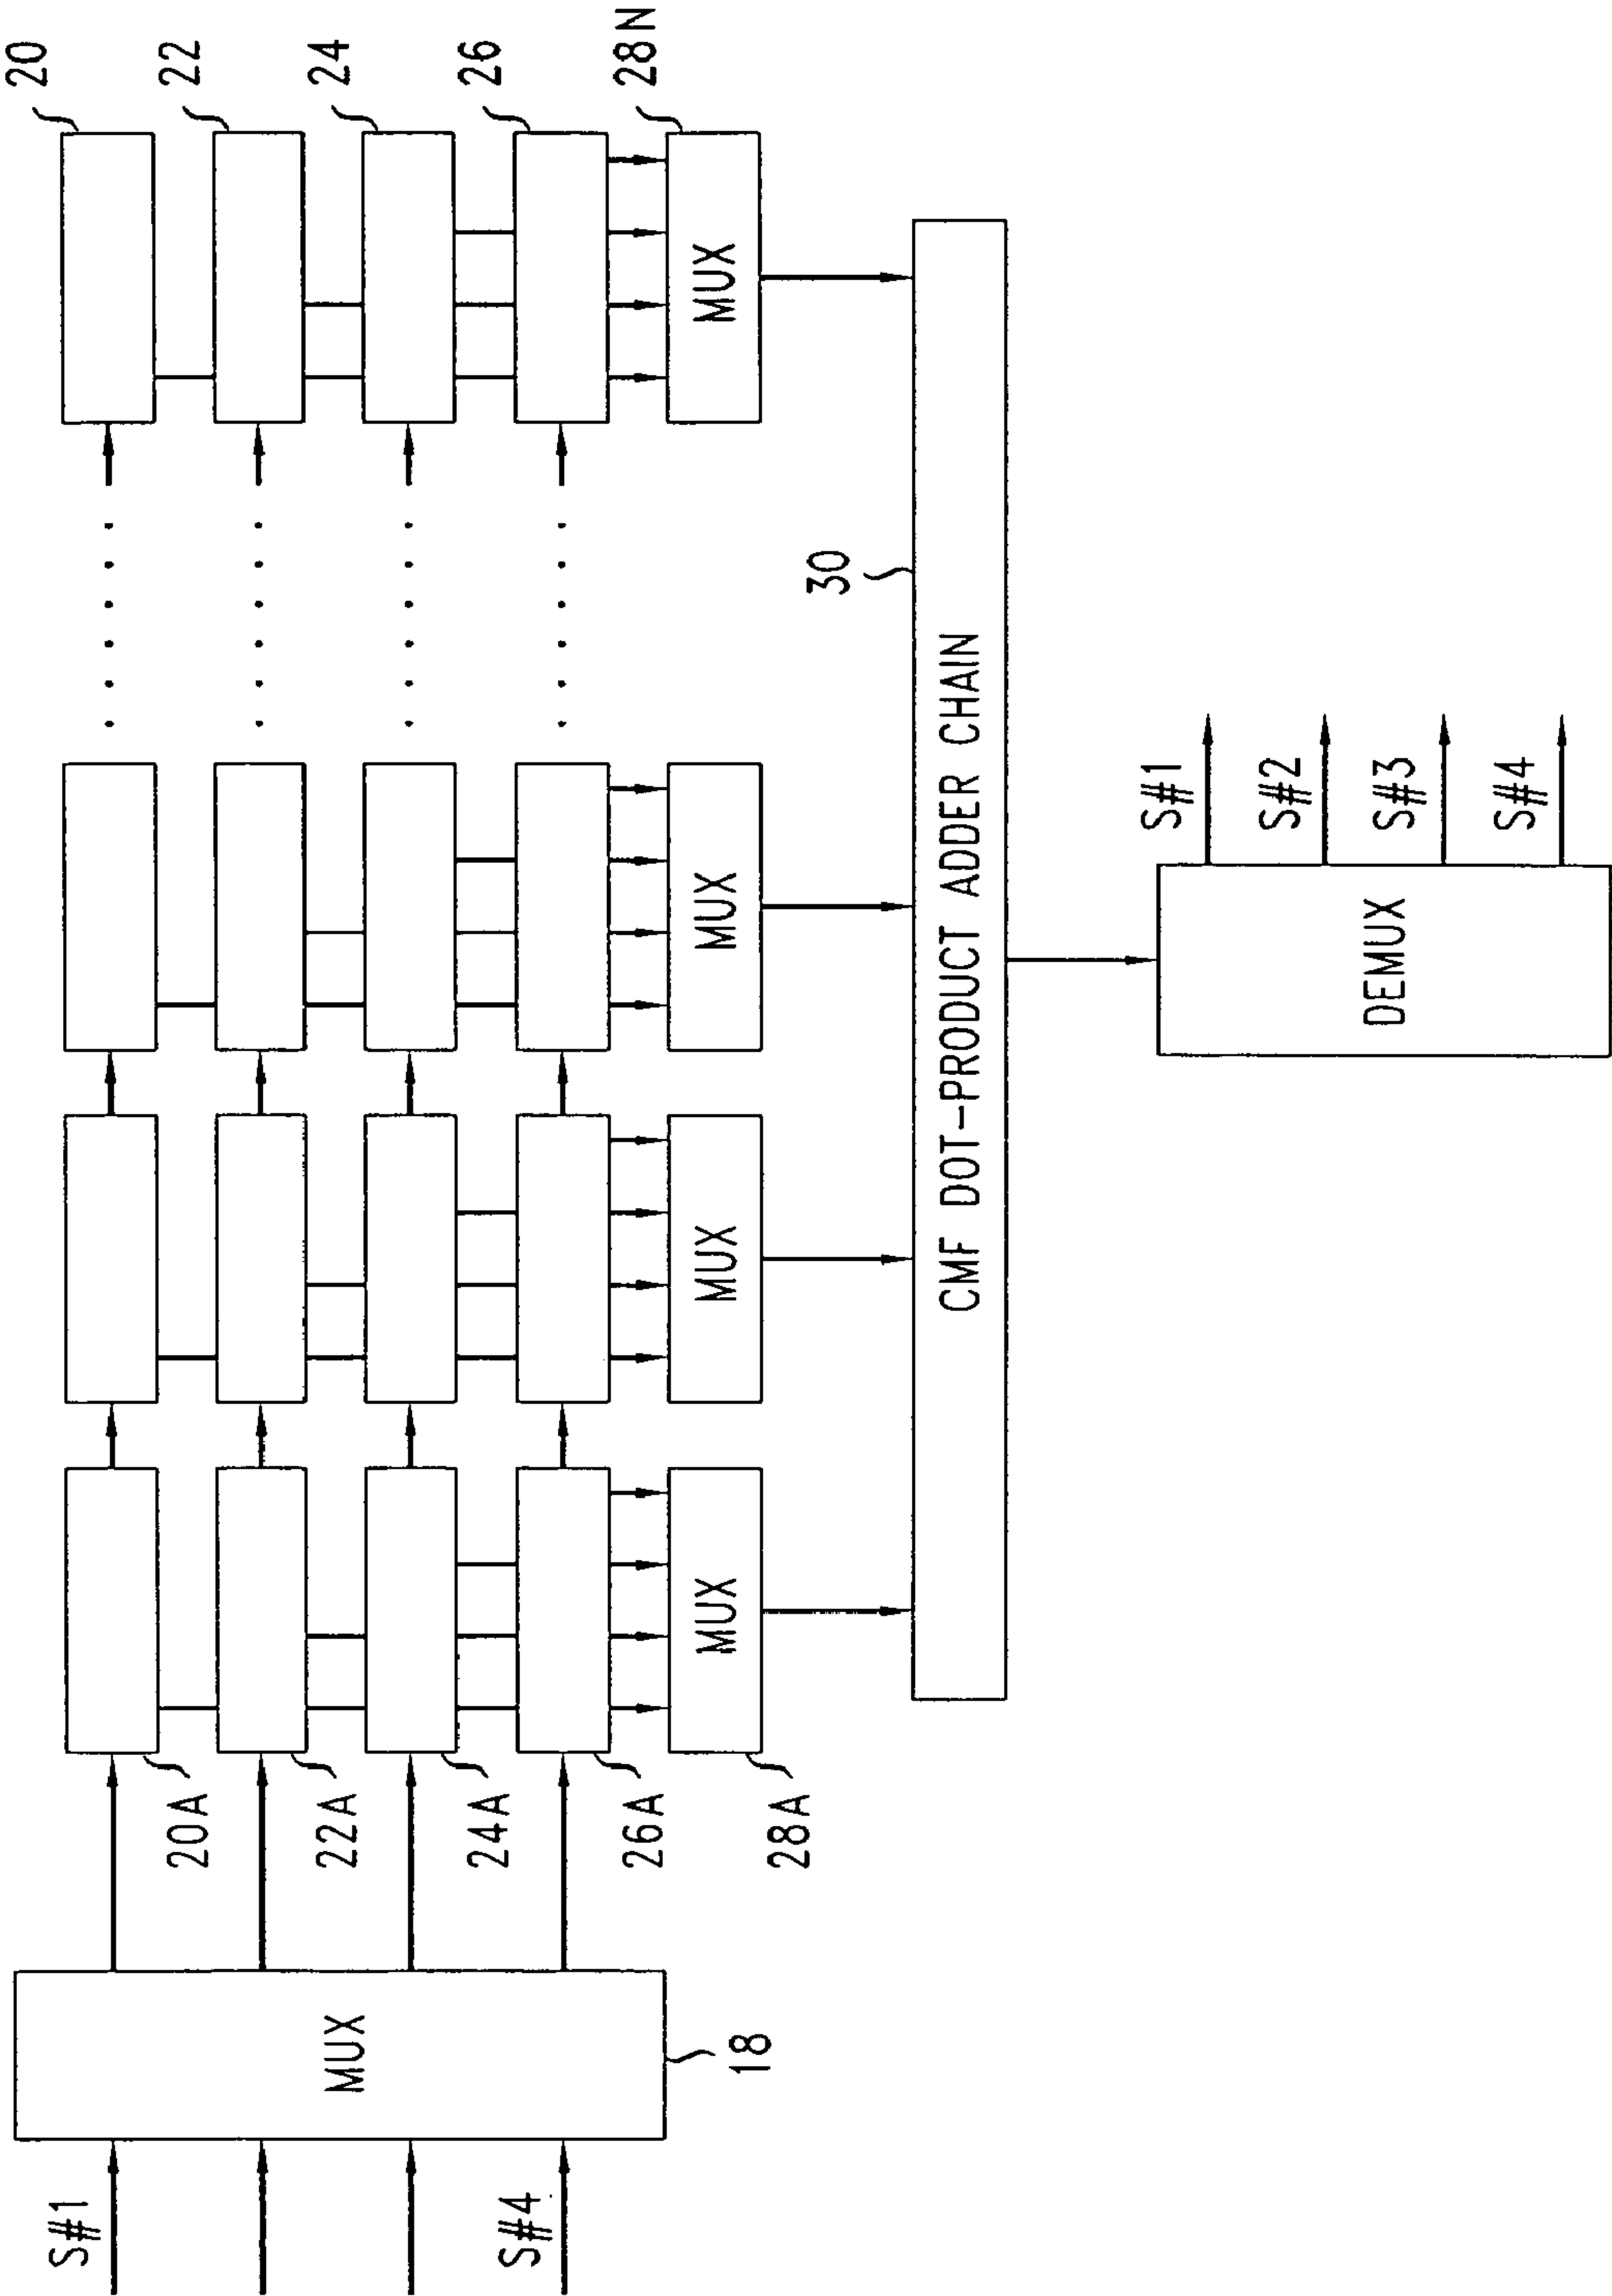 S#1
S#4
MUX
18
20A
22A
24A
26A
28A
20
22
24
26
28N
MUX
MUX
MUX
MUX
30
CMF DOT-PRODUCT ADDER CHAIN
DEMUX
S#1
S#2
S#3
S#4